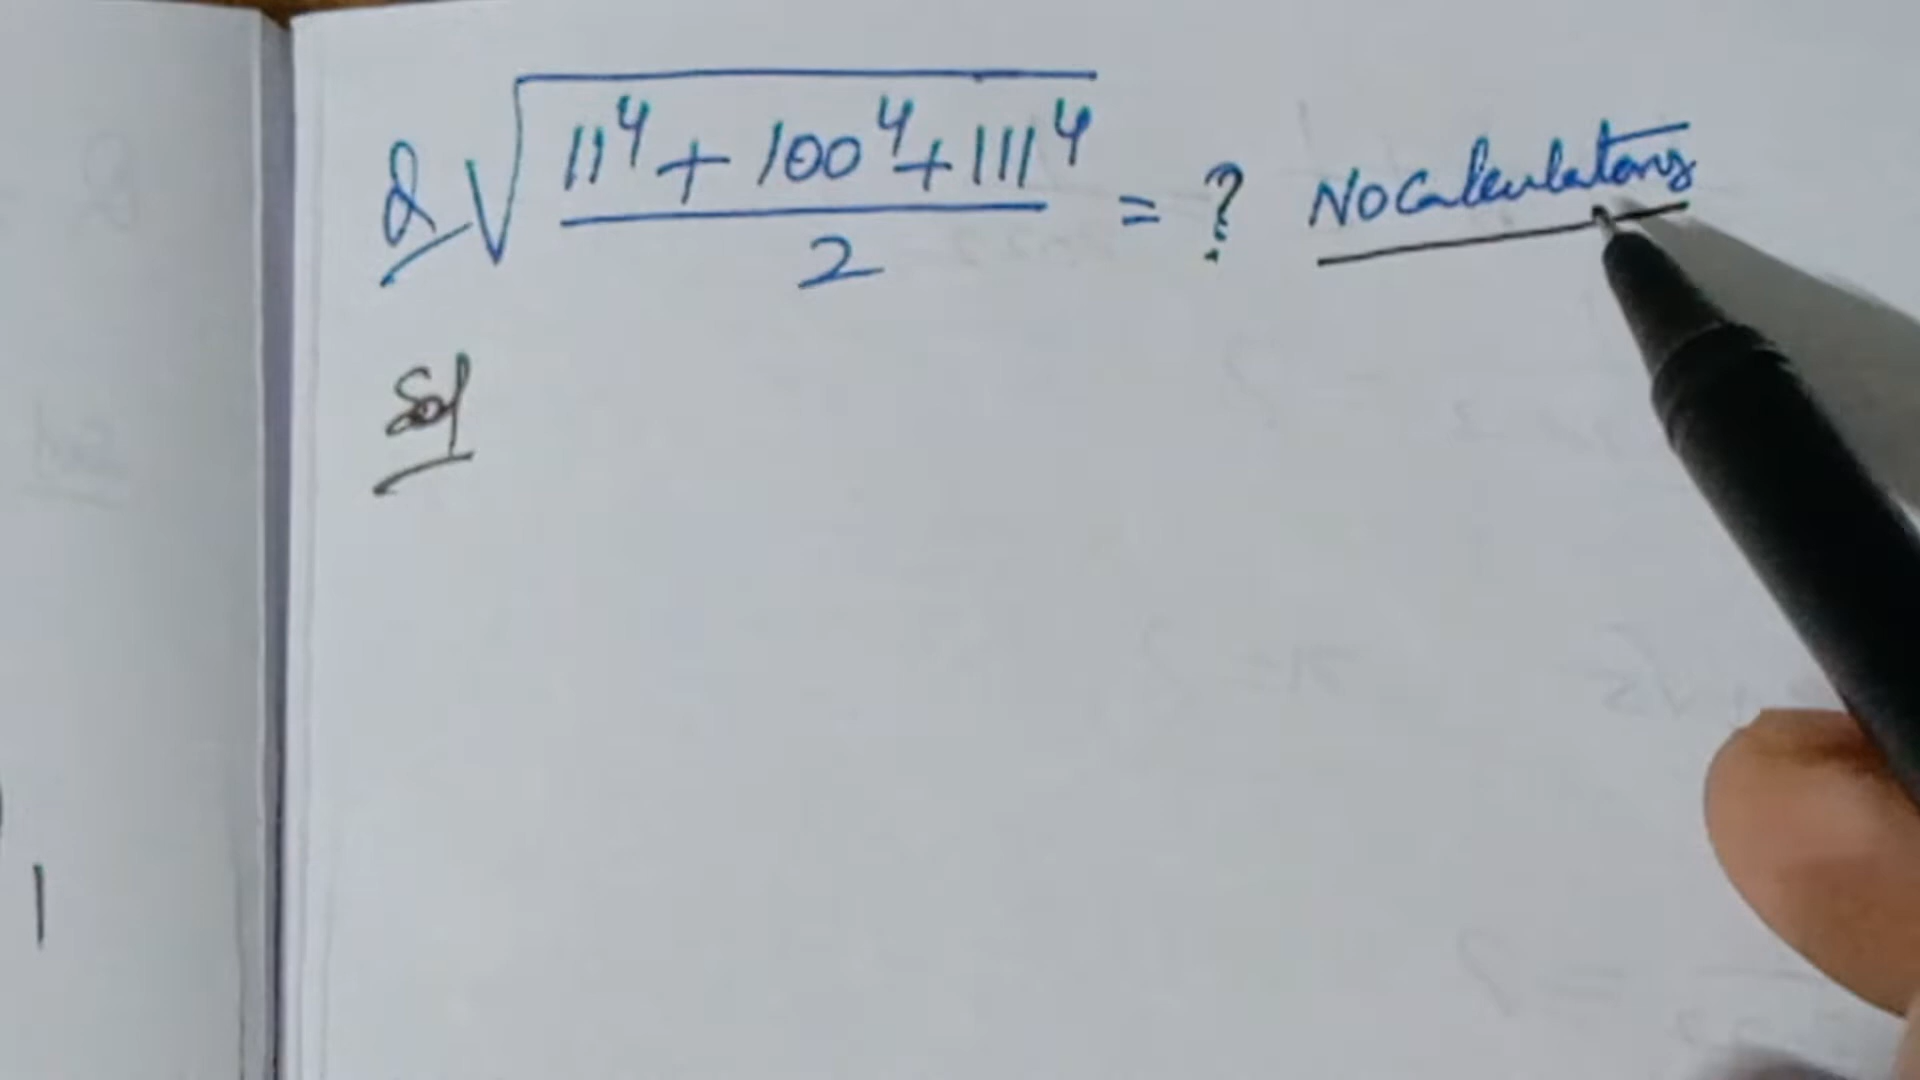 Q √((11⁴ + 100⁴ + 111⁴)/2) = ? No Calculators
Sol